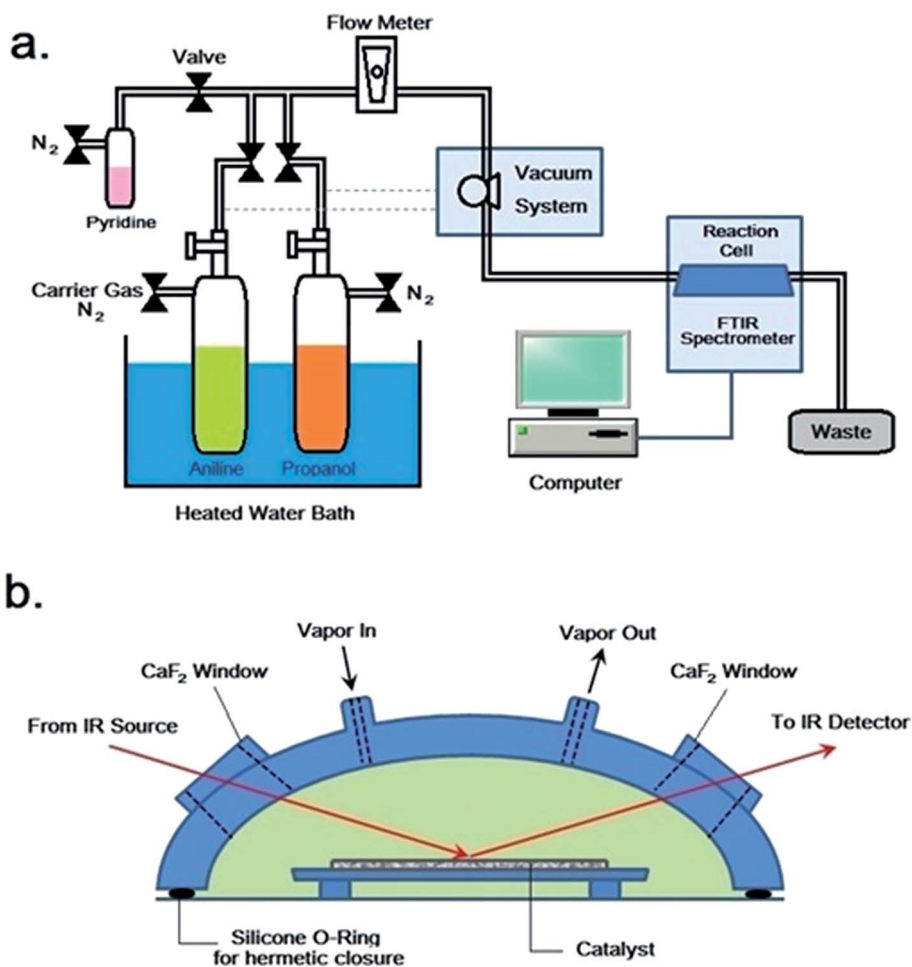 a.
Flow Meter
Valve
N2
Pyridine
Vacuum
System
Reaction
Cell
Carrier Gas
N2
N2
FTIR
Spectrometer
Aniline
Propanol
Waste
Computer
Heated Water Bath
b.
Vapor In
Vapor Out
CaF2 Window
CaF2 Window
From IR Source
To IR Detector
Silicone O-Ring
for hermetic closure
Catalyst